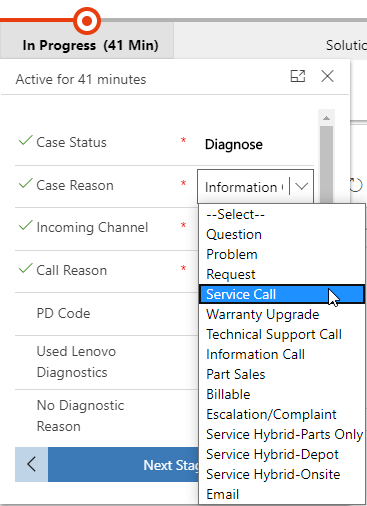 In Progress (41 Min)
Solutio
Active for 41 minutes
Case Status * Diagnose
Case Reason * Information (
Incoming Channel *
Call Reason *
PD Code
Used Lenovo
Diagnostics
No Diagnostic
Reason
Next Stag
--Select--
Question
Problem
Request
Service Call
Warranty Upgrade
Technical Support Call
Information Call
Part Sales
Billable
Escalation/Complaint
Service Hybrid-Parts Only
Service Hybrid-Depot
Service Hybrid-Onsite
Email